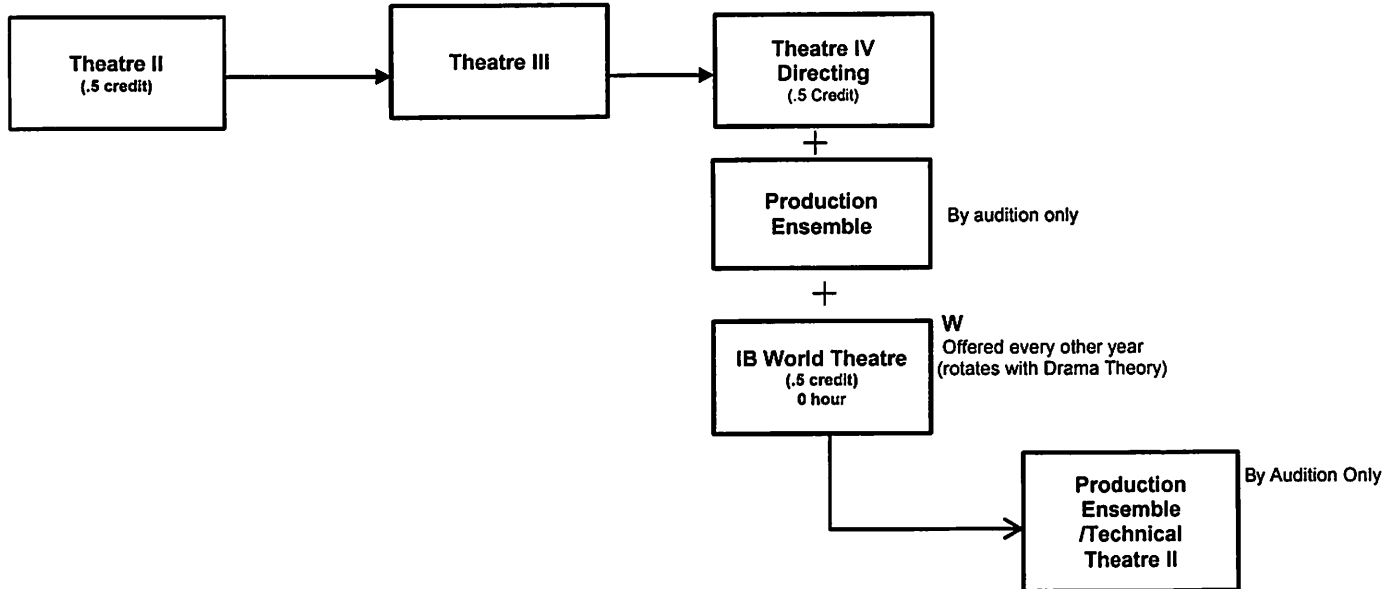 Theatre II
(.5 credit)
Theatre III
Theatre IV
Directing
(.5 Credit)
+
Production
Ensemble
By audition only
+
IB World Theatre
(.5 credit)
0 hour
W
Offered every other year
(rotates with Drama Theory)
Production
Ensemble
/Technical
Theatre II
By Audition Only